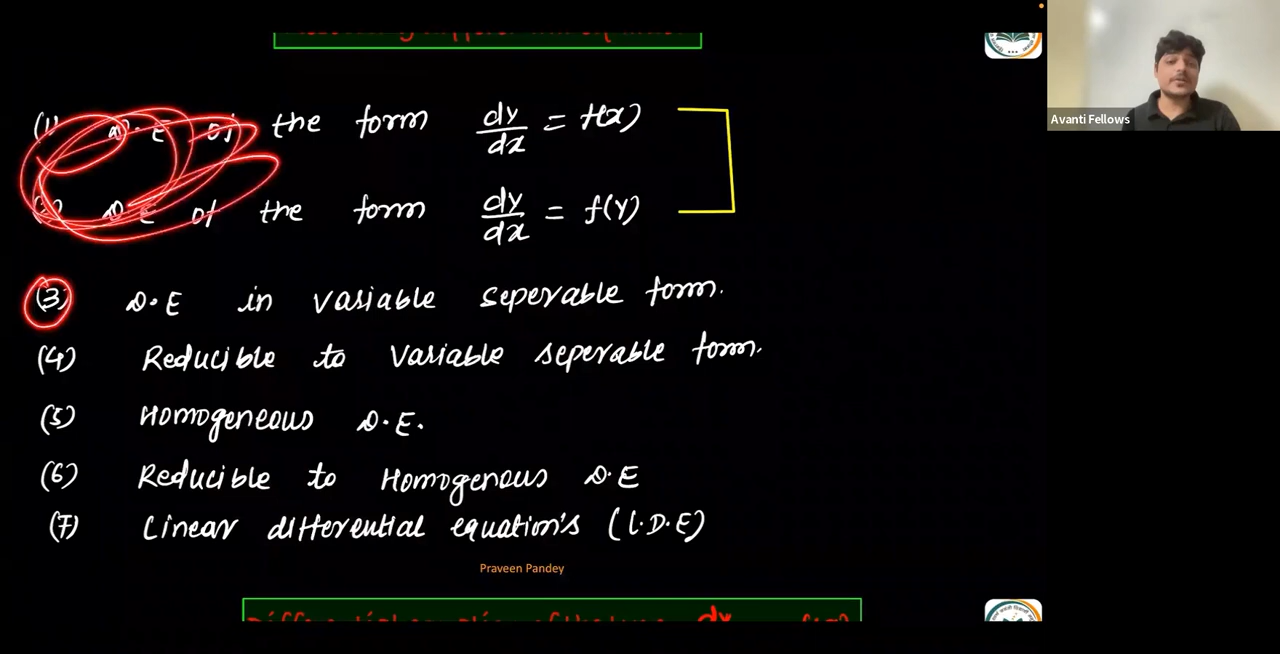 Avanti Fellows
(1) D.E of the form dy/dx = f(x)
(2) D.E of the form dy/dx = f(y)
(3) D.E in variable seperable form.
(4) Reducible to variable seperable form.
(5) Homogeneous D.E.
(6) Reducible to Homogenous D.E
(7) Linear differential equation's (L.D.E)
Praveen Pandey